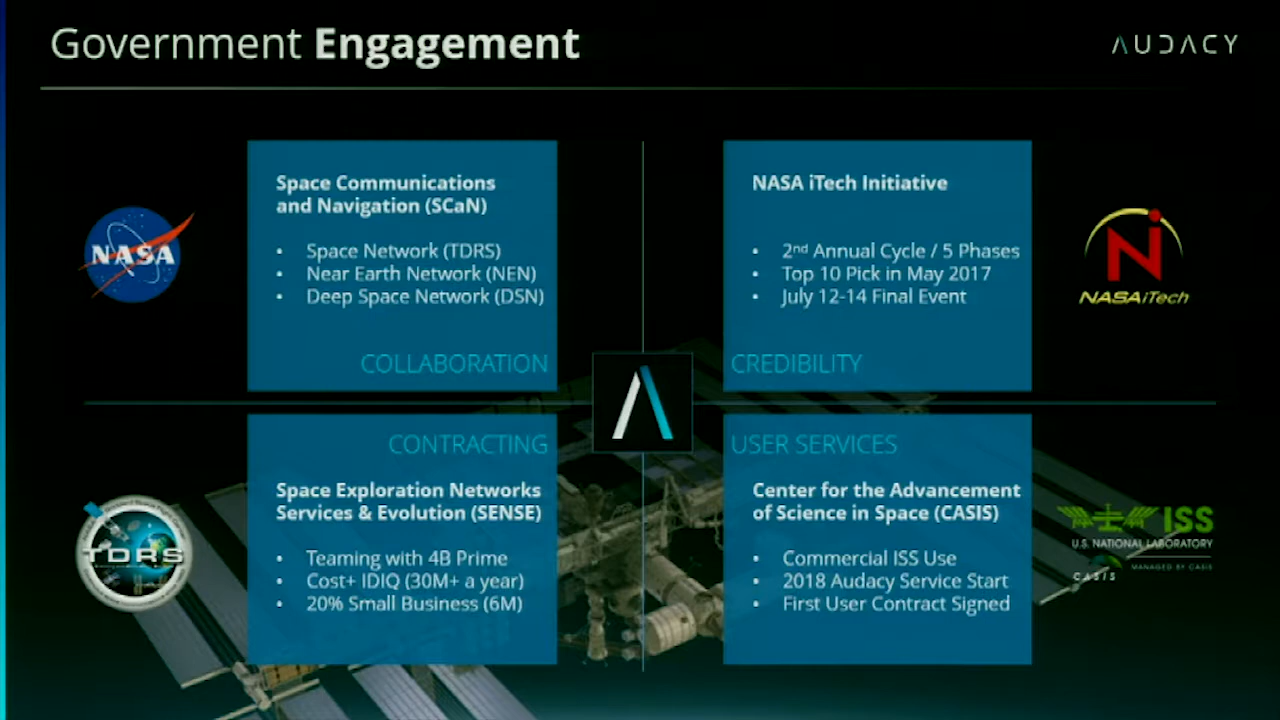 Government Engagement
AUDACY
Space Communications
and Navigation (SCaN)
• Space Network (TDRS)
• Near Earth Network (NEN)
• Deep Space Network (DSN)
COLLABORATION
NASA
NASA iTech Initiative
• 2nd Annual Cycle / 5 Phases
• Top 10 Pick in May 2017
• July 12-14 Final Event
CREDIBILITY
N
NASA iTech
CONTRACTING
Space Exploration Networks
Services & Evolution (SENSE)
• Teaming with 4B Prime
• Cost+ IDIQ (30M+ a year)
• 20% Small Business (6M)
TDRS
USER SERVICES
Center for the Advancement
of Science in Space (CASIS)
• Commercial ISS Use
• 2018 Audacy Service Start
• First User Contract Signed
ISS
U.S. NATIONAL LABORATORY
MANAGED BY CASIS
CASIS